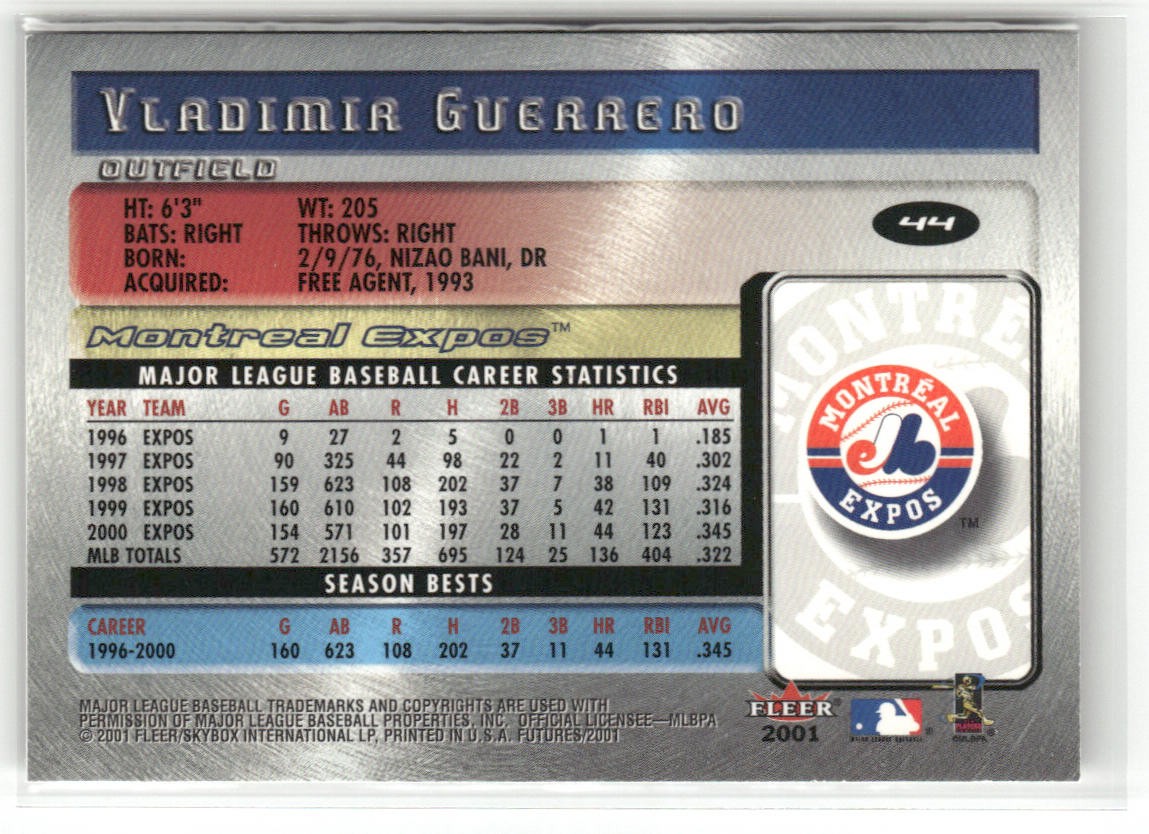 VLADIMIR GUERRERO
OUTFIELD
HT: 6'3" WT: 205
BATS: RIGHT THROWS: RIGHT
BORN: 2/9/76, NIZAO BANI, DR
ACQUIRED: FREE AGENT, 1993
44
Montreal Expos™
MAJOR LEAGUE BASEBALL CAREER STATISTICS
YEAR TEAM G AB R H 2B 3B HR RBI AVG
1996 EXPOS 9 27 2 5 0 0 1 1 .185
1997 EXPOS 90 325 44 98 22 2 11 40 .302
1998 EXPOS 159 623 108 202 37 7 38 109 .324
1999 EXPOS 160 610 102 193 37 5 42 131 .316
2000 EXPOS 154 571 101 197 28 11 44 123 .345
MLB TOTALS 572 2156 357 695 124 25 136 404 .322
SEASON BESTS
CAREER G AB R H 2B 3B HR RBI AVG
1996-2000 160 623 108 202 37 11 44 131 .345
MONTRE
MONTRÉAL
EXPOS
TM
EXPOS
MAJOR LEAGUE BASEBALL TRADEMARKS AND COPYRIGHTS ARE USED WITH
PERMISSION OF MAJOR LEAGUE BASEBALL PROPERTIES, INC. OFFICIAL LICENSEE—MLBPA
© 2001 FLEER/SKYBOX INTERNATIONAL LP, PRINTED IN U.S.A. FUTURES/2001
FLEER
2001
MAJOR LEAGUE BASEBALL ®
©MLBPA ®